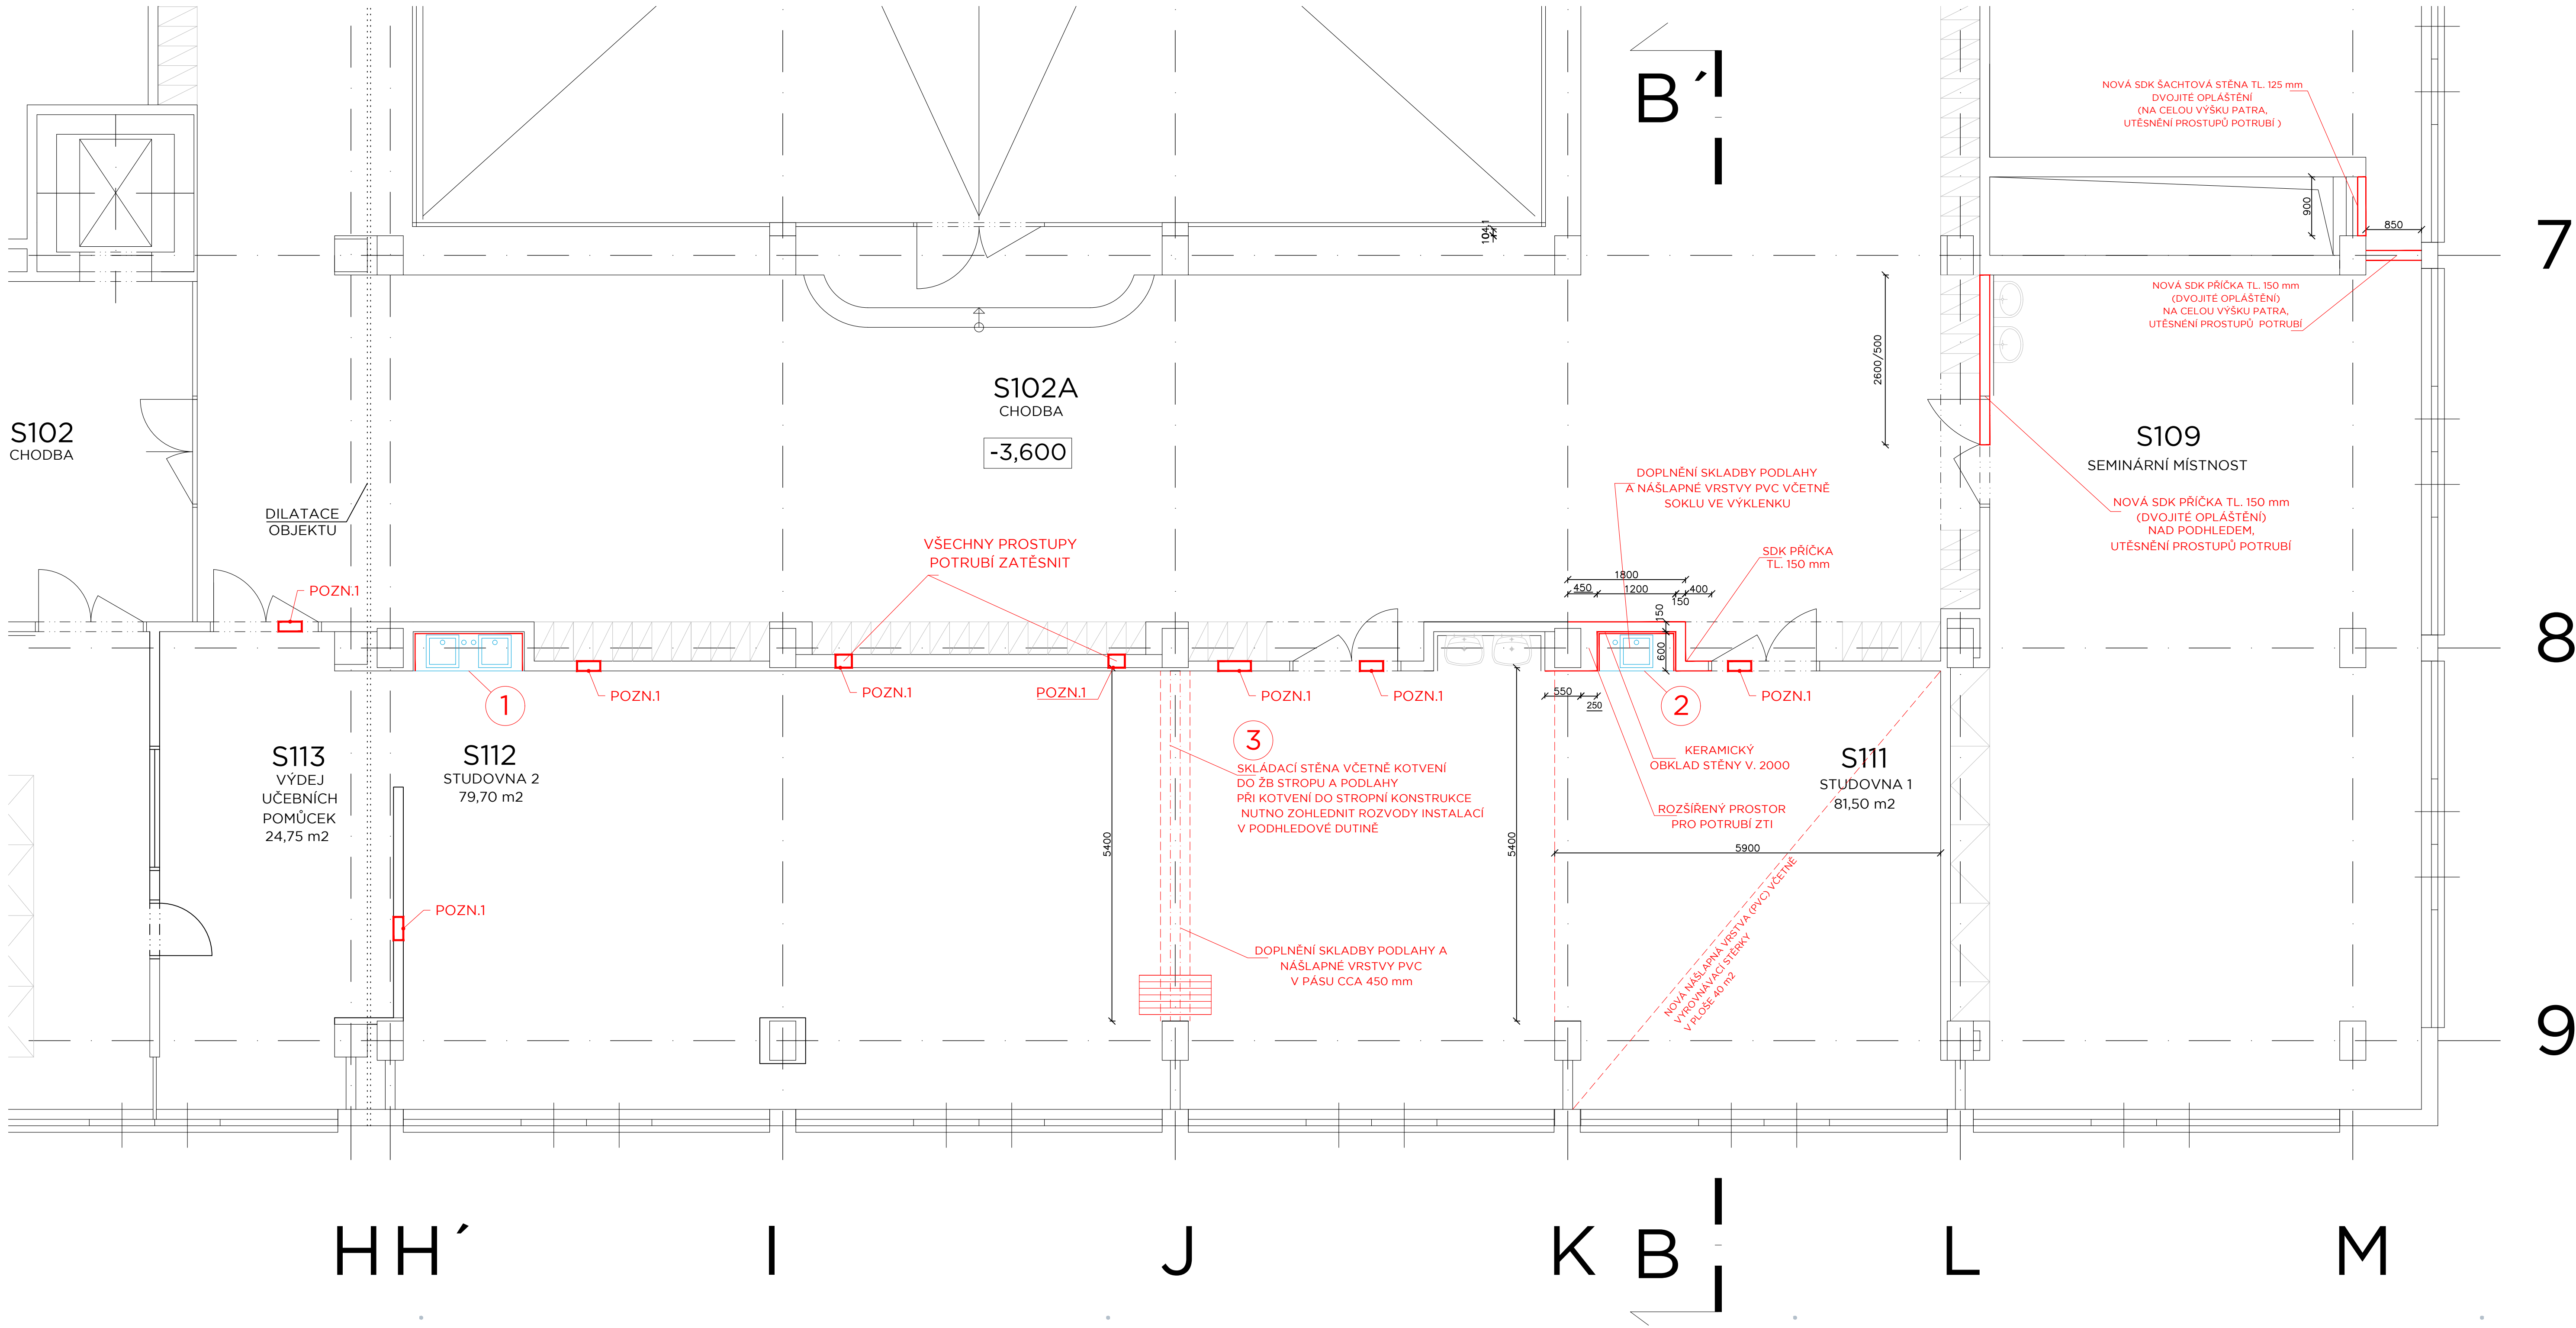 B´
NOVÁ SDK ŠACHTOVÁ STĚNA TL. 125 mm
DVOJITÉ OPLÁŠTĚNÍ
(NA CELOU VÝŠKU PATRA,
UTĚSNĚNÍ PROSTUPŮ POTRUBÍ )
900
850
7
104,1
NOVÁ SDK PŘÍČKA TL. 150 mm
(DVOJITÉ OPLÁŠTĚNÍ)
NA CELOU VÝŠKU PATRA,
UTĚSNĚNÍ PROSTUPŮ POTRUBÍ
2600/500
S102
CHODBA
S102A
CHODBA
-3,600
S109
SEMINÁRNÍ MÍSTNOST
DOPLNĚNÍ SKLADBY PODLAHY
A NÁŠLAPNÉ VRSTVY PVC VČETNĚ
SOKLU VE VÝKLENKU
NOVÁ SDK PŘÍČKA TL. 150 mm
(DVOJITÉ OPLÁŠTĚNÍ)
NAD PODHLEDEM,
UTĚSNĚNÍ PROSTUPŮ POTRUBÍ
DILATACE
OBJEKTU
VŠECHNY PROSTUPY
POTRUBÍ ZATĚSNIT
SDK PŘÍČKA
TL. 150 mm
1800
450
1200
150
400
150
600
POZN.1
8
POZN.1
POZN.1
POZN.1
POZN.1
POZN.1
POZN.1
550
250
1
2
3
S113
VÝDEJ
UČEBNÍCH
POMŮCEK
24,75 m2
S112
STUDOVNA 2
79,70 m2
SKLÁDACÍ STĚNA VČETNĚ KOTVENÍ
DO ŽB STROPU A PODLAHY
PŘI KOTVENÍ DO STROPNÍ KONSTRUKCE
NUTNO ZOHLEDNIT ROZVODY INSTALACÍ
V PODHLEDOVÉ DUTINĚ
KERAMICKÝ
OBKLAD STĚNY V. 2000
S111
STUDOVNA 1
81,50 m2
ROZŠÍŘENÝ PROSTOR
PRO POTRUBÍ ZTI
5400
5400
5900
POZN.1
DOPLNĚNÍ SKLADBY PODLAHY A
NÁŠLAPNÉ VRSTVY PVC
V PÁSU CCA 450 mm
NOVÁ NÁŠLAPNÁ VRSTVA (PVC) VČETNĚ
VYROVNÁVACÍ STĚRKY
V PLOŠE 40 m2
9
H
H´
I
J
K
B
L
M